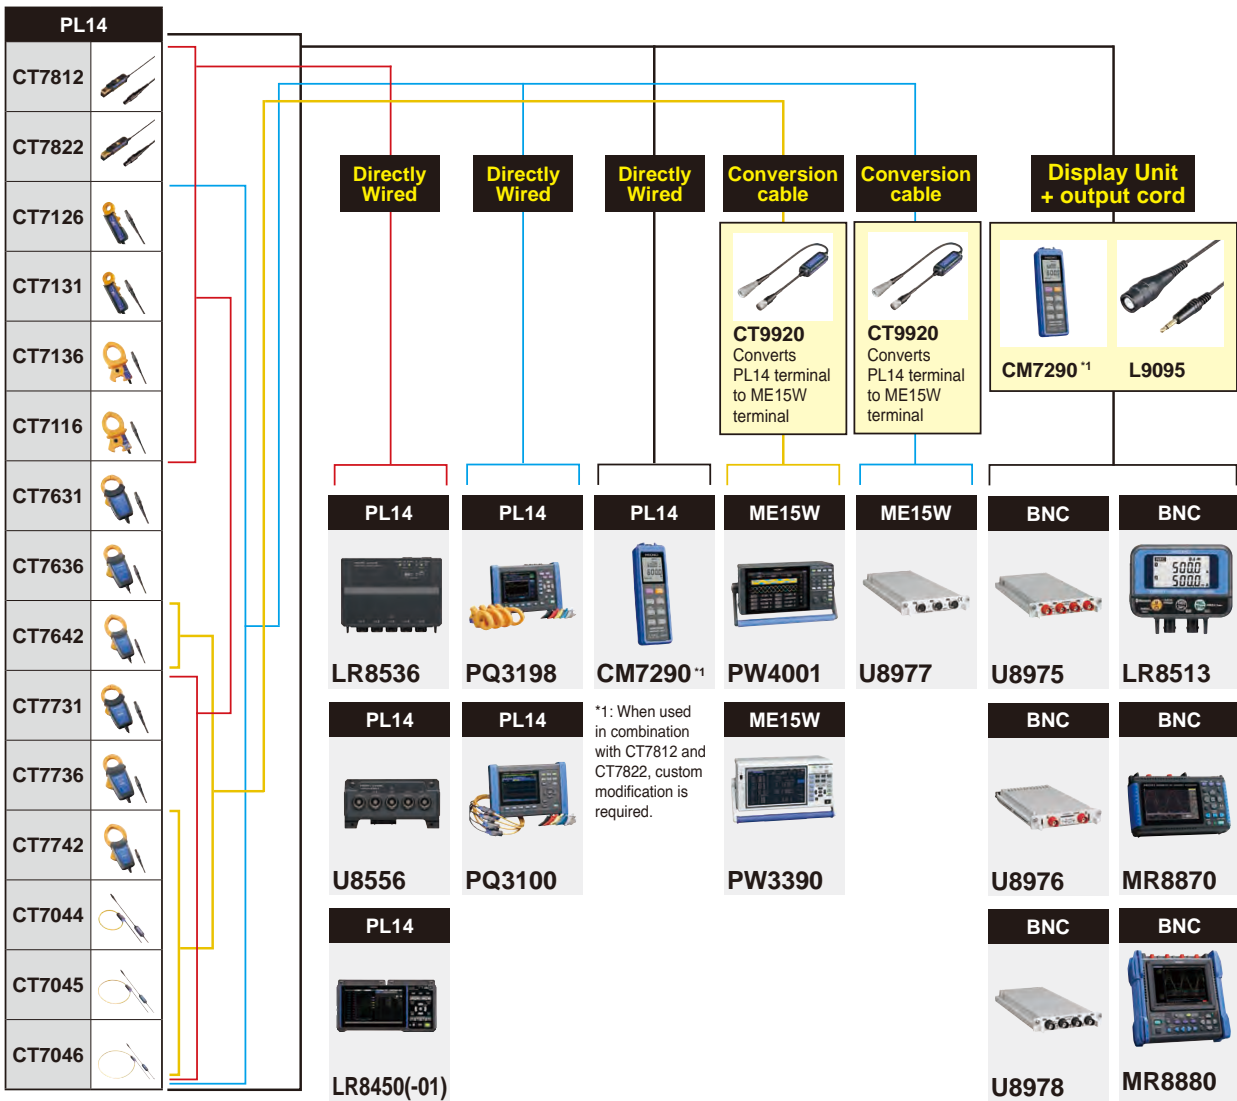 PL14
CT7812
CT7822
CT7126
CT7131
CT7136
CT7116
CT7631
CT7636
CT7642
CT7731
CT7736
CT7742
CT7044
CT7045
CT7046
Directly
Wired
Directly
Wired
Directly
Wired
Conversion
cable
Conversion
cable
Display Unit
+ output cord
CT9920
Converts
PL14 terminal
to ME15W
terminal
CT9920
Converts
PL14 terminal
to ME15W
terminal
CM7290 *1
L9095
PL14
LR8536
PL14
PQ3198
PL14
CM7290 *1
ME15W
PW4001
ME15W
U8977
BNC
U8975
BNC
LR8513
PL14
U8556
PL14
PQ3100
*1: When used
in combination
with CT7812 and
CT7822, custom
modification is
required.
ME15W
PW3390
BNC
U8976
BNC
MR8870
PL14
LR8450(-01)
BNC
U8978
BNC
MR8880